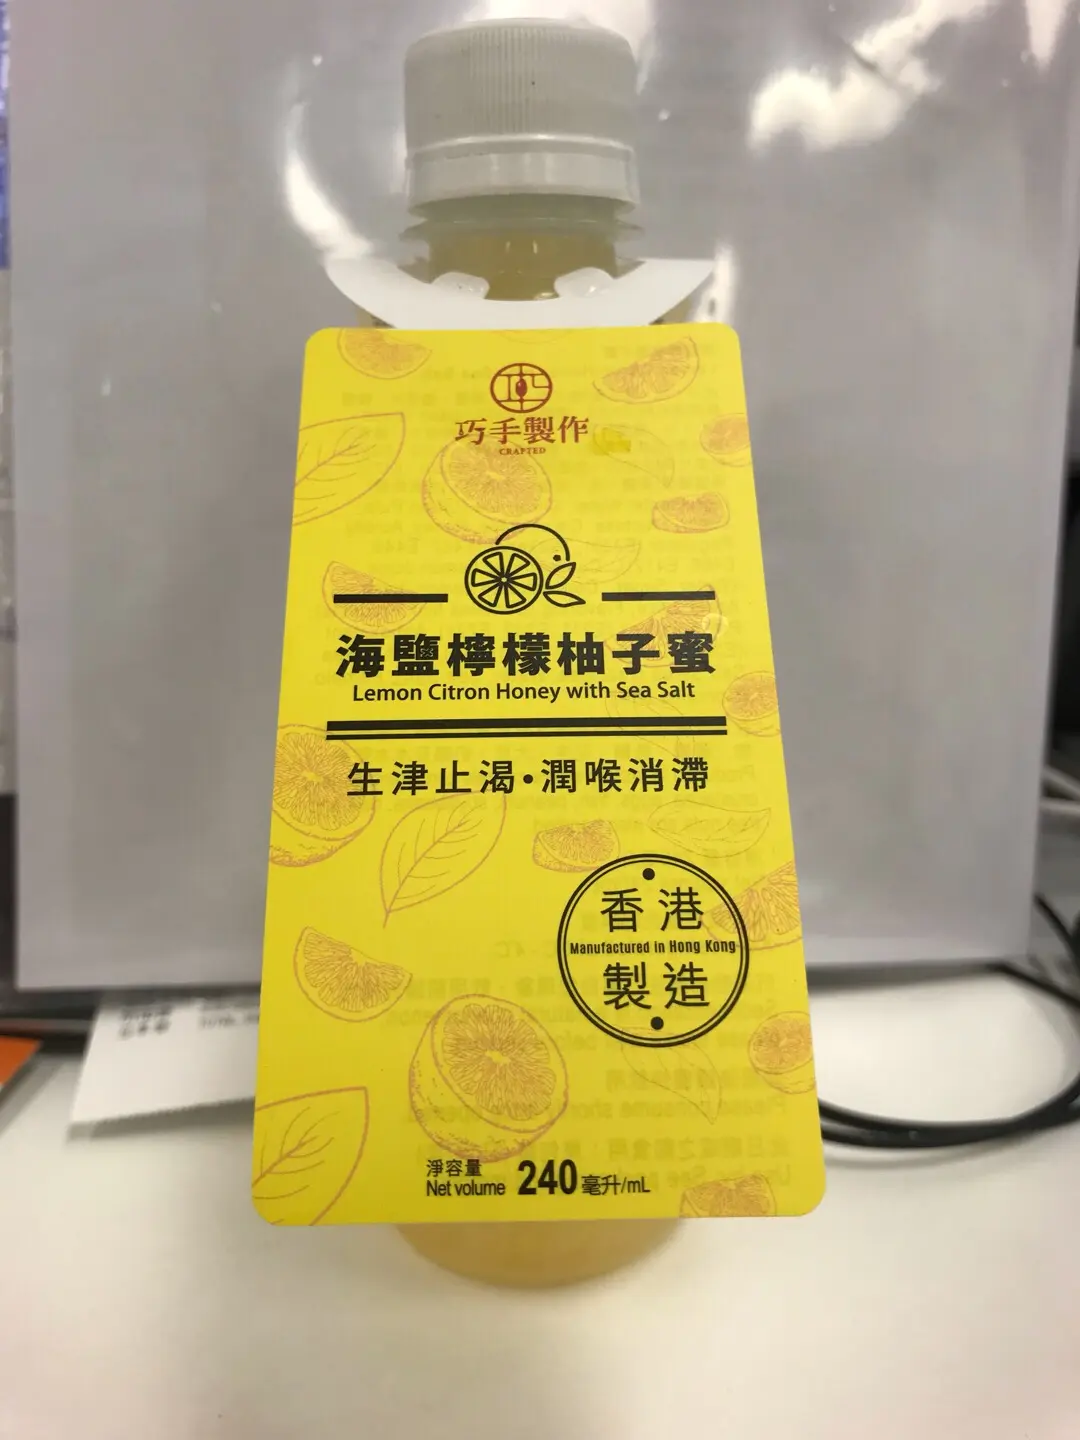 巧手製作
CRAFTED
海鹽檸檬柚子蜜
Lemon Citron Honey with Sea Salt
生津止渴•潤喉消滯
香港
Manufactured in Hong Kong
製造
淨容量
Net volume 240毫升/mL